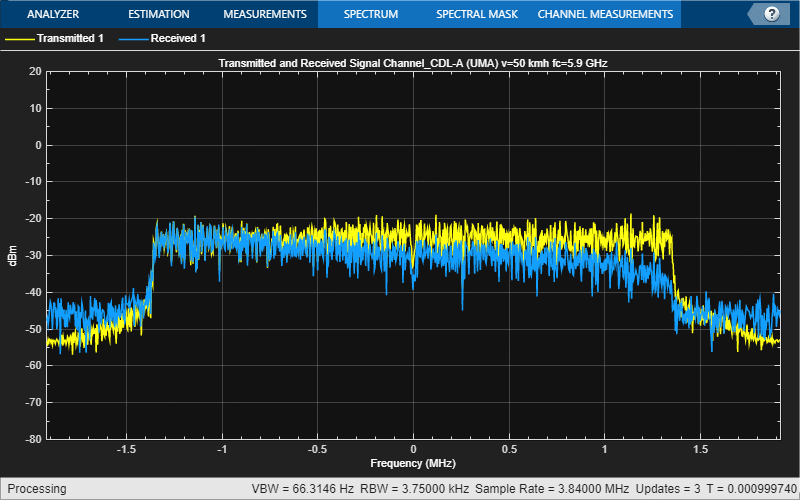 ANALYZER ESTIMATION MEASUREMENTS SPECTRUM SPECTRAL MASK CHANNEL MEASUREMENTS ?
Transmitted 1 Received 1
Transmitted and Received Signal Channel_CDL-A (UMA) v=50 kmh fc=5.9 GHz
20
10
0
-10
-20
-30
-40
-50
-60
-70
-80
dBm
-1.5 -1 -0.5 0 0.5 1 1.5
Frequency (MHz)
Processing VBW = 66.3146 Hz RBW = 3.75000 kHz Sample Rate = 3.84000 MHz Updates = 3 T = 0.000999740